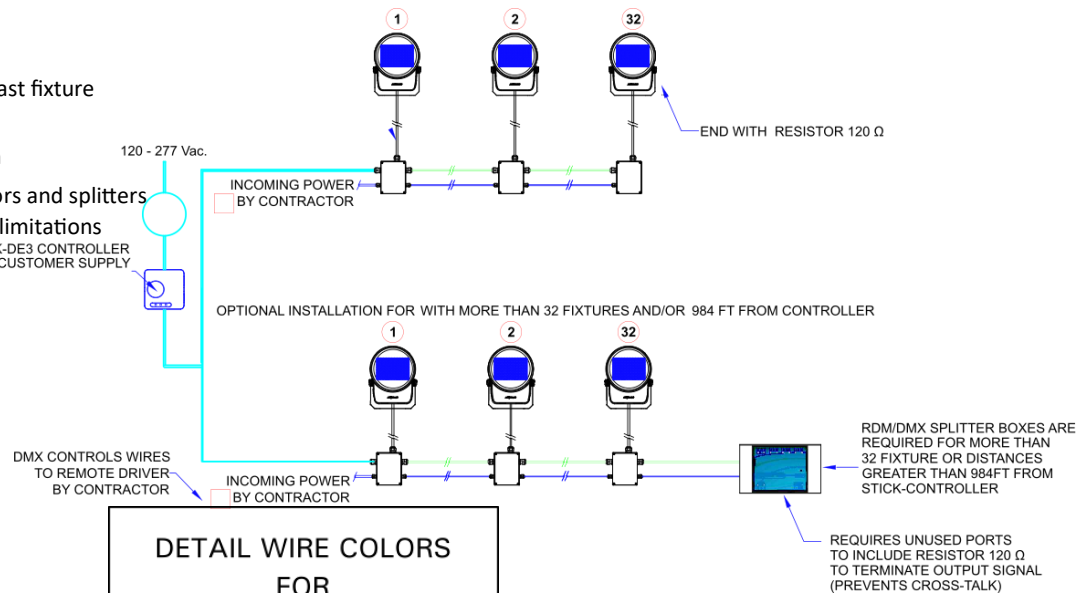 1
2
32
ast fixture
END WITH RESISTOR 120 Ω
120 - 277 Vac.
INCOMING POWER
BY CONTRACTOR
ors and splitters
limitations
-DE3 CONTROLLER
CUSTOMER SUPPLY
OPTIONAL INSTALLATION FOR WITH MORE THAN 32 FIXTURES AND/OR 984 FT FROM CONTROLLER
1
2
32
RDM/DMX SPLITTER BOXES ARE
REQUIRED FOR MORE THAN
32 FIXTURE OR DISTANCES
GREATER THAN 984FT FROM
STICK-CONTROLLER
DMX CONTROLS WIRES
TO REMOTE DRIVER
BY CONTRACTOR
INCOMING POWER
BY CONTRACTOR
REQUIRES UNUSED PORTS
TO INCLUDE RESISTOR 120 Ω
TO TERMINATE OUTPUT SIGNAL
(PREVENTS CROSS-TALK)
DETAIL WIRE COLORS
FOR